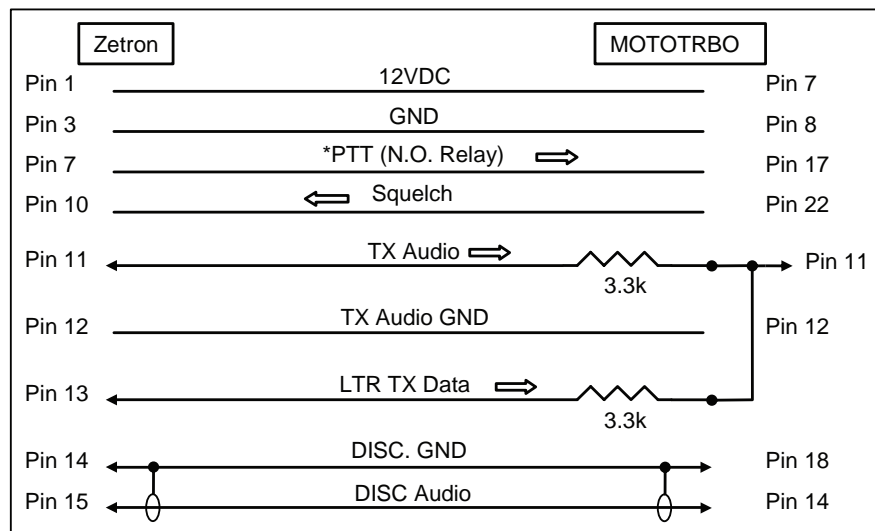 Zetron MOTOTRBO
Pin 1 12VDC Pin 7
Pin 3 GND Pin 8
Pin 7 *PTT (N.O. Relay) Pin 17
Pin 10 Squelch Pin 22
Pin 11 TX Audio Pin 11
3.3k
Pin 12 TX Audio GND Pin 12
Pin 13 LTR TX Data
3.3k
Pin 14 DISC. GND Pin 18
Pin 15 DISC Audio Pin 14